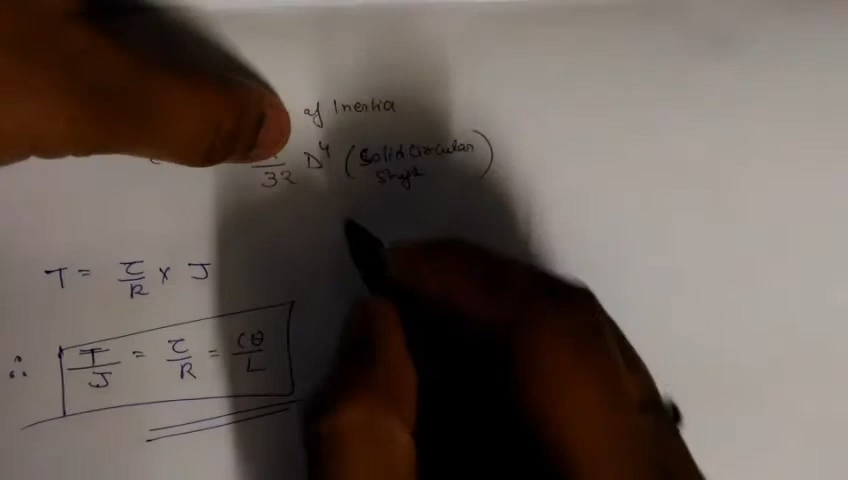 of Inertia
32 D⁴ (Solid Circular
Shaft
T = τ/R × J
∴ T/J = τ/R = Cθ/L